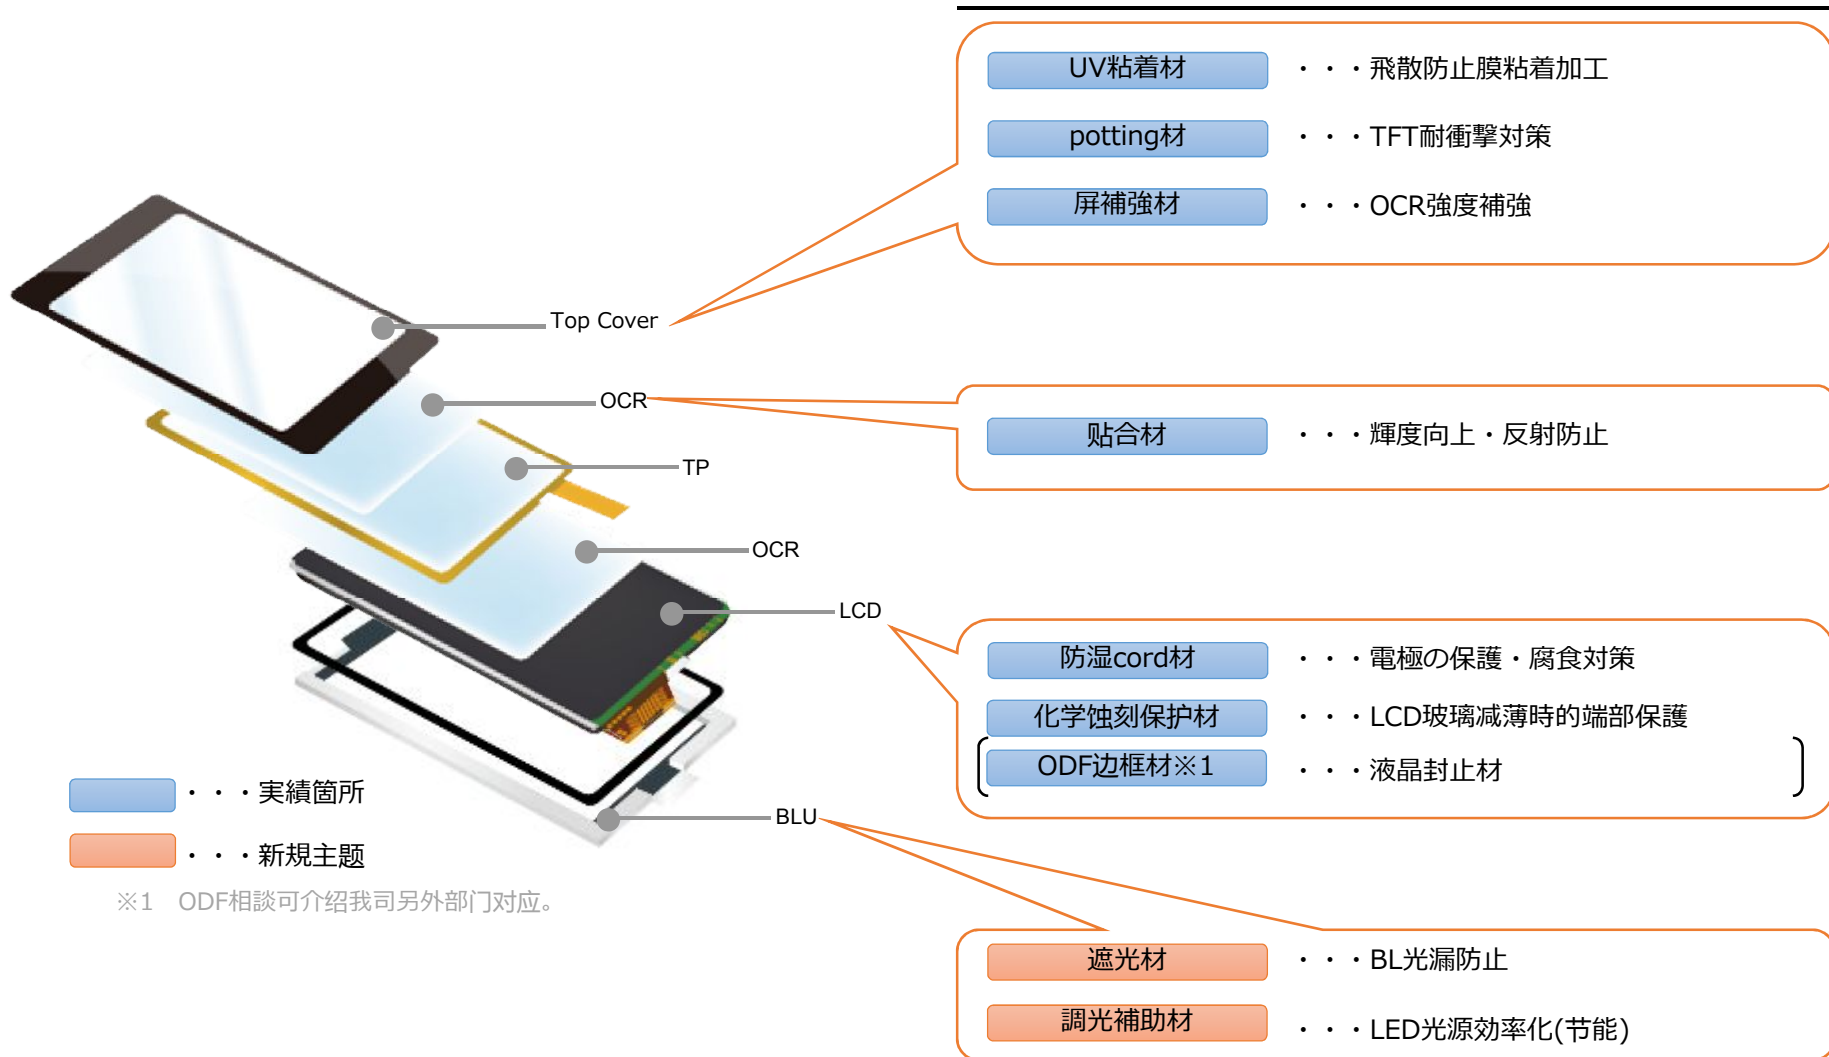 UV粘着材 ・・・飛散防止膜粘着加工
potting材 ・・・TFT耐衝撃対策
屏補強材 ・・・OCR強度補強
Top Cover
OCR
贴合材 ・・・輝度向上・反射防止
TP
OCR
LCD
防湿cord材 ・・・電極の保護・腐食対策
化学蚀刻保护材 ・・・LCD玻璃减薄時的端部保護
ODF边框材※1 ・・・液晶封止材
・・・実績箇所
BLU
・・・新規主题
※1 ODF相談可介绍我司另外部门对应。
遮光材 ・・・BL光漏防止
調光補助材 ・・・LED光源効率化(节能)